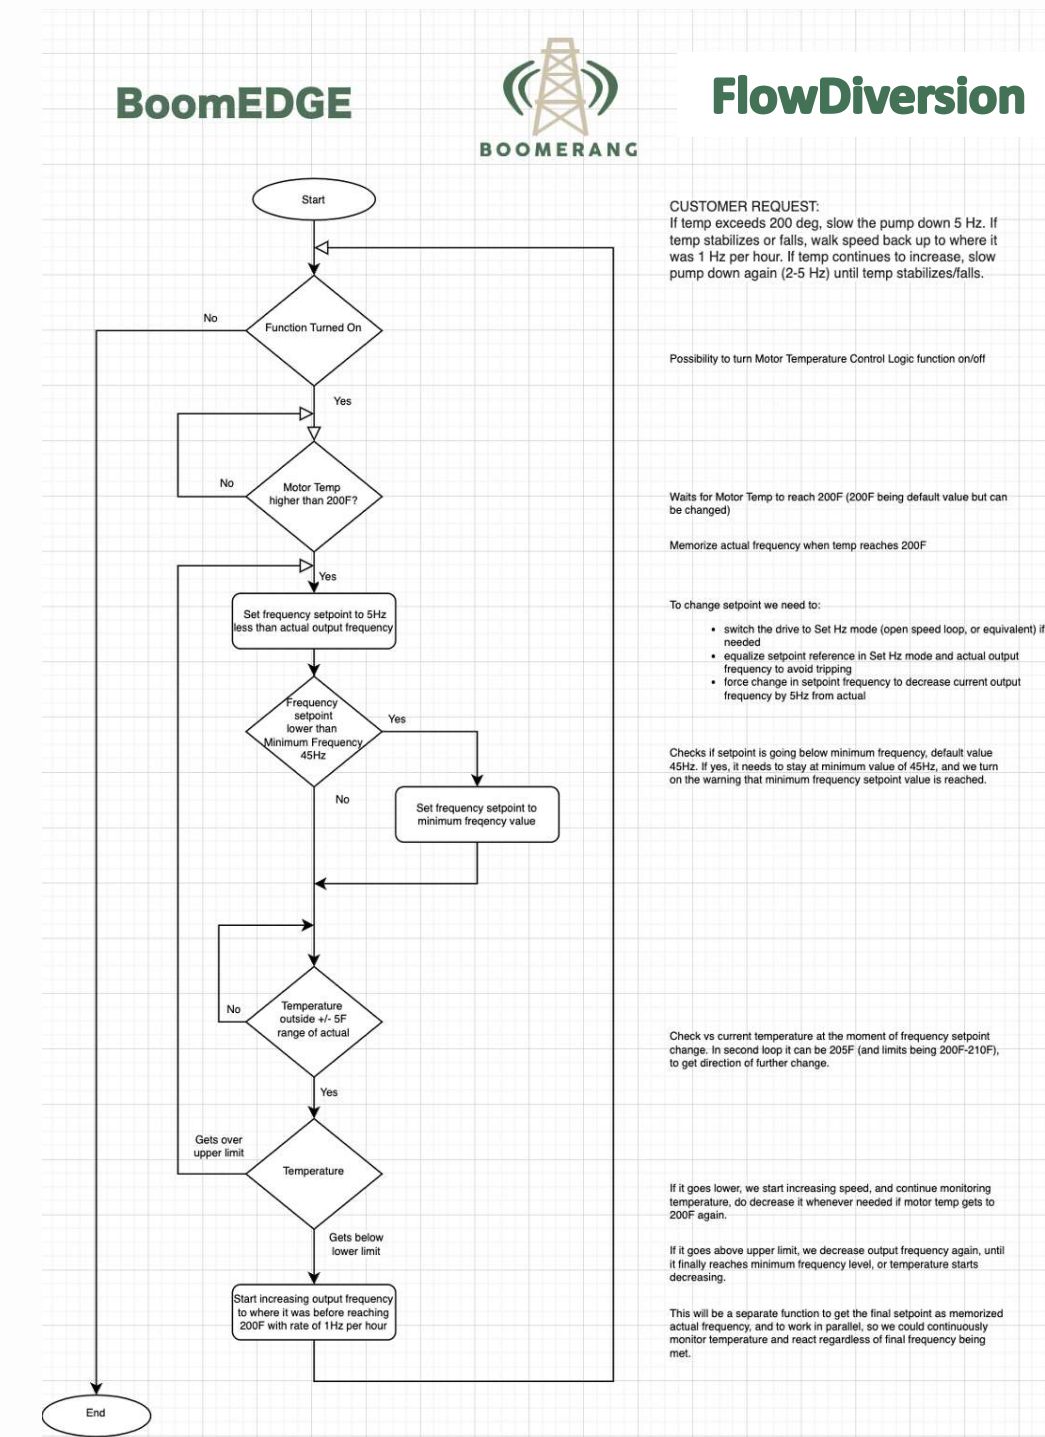 BoomEDGE
BOOMERANG
FlowDiversion
Start
CUSTOMER REQUEST:
If temp exceeds 200 deg, slow the pump down 5 Hz. If
temp stabilizes or falls, walk speed back up to where it
was 1 Hz per hour. If temp continues to increase, slow
pump down again (2-5 Hz) until temp stabilizes/falls.
No
Function Turned On
Possibility to turn Motor Temperature Control Logic function on/off
Yes
No
Motor Temp
higher than 200F?
Waits for Motor Temp to reach 200F (200F being default value but can
be changed)
Memorize actual frequency when temp reaches 200F
Yes
Set frequency setpoint to 5Hz
less than actual output frequency
To change setpoint we need to:
• switch the drive to Set Hz mode (open speed loop, or equivalent) if
needed
• equalize setpoint reference in Set Hz mode and actual output
frequency to avoid tripping
• force change in setpoint frequency to decrease current output
frequency by 5Hz from actual
Frequency
setpoint
lower than
Minimum Frequency
45Hz
Yes
Checks if setpoint is going below minimum frequency, default value
45Hz. If yes, it needs to stay at minimum value of 45Hz, and we turn
on the warning that minimum frequency setpoint value is reached.
No
Set frequency setpoint to
minimum freqency value
No
Temperature
outside +/- 5F
range of actual
Check vs current temperature at the moment of frequency setpoint
change. In second loop it can be 205F (and limits being 200F-210F),
to get direction of further change.
Yes
Gets over
upper limit
Temperature
If it goes lower, we start increasing speed, and continue monitoring
temperature, do decrease it whenever needed if motor temp gets to
200F again.
Gets below
lower limit
If it goes above upper limit, we decrease output frequency again, until
it finally reaches minimum frequency level, or temperature starts
decreasing.
Start increasing output frequency
to where it was before reaching
200F with rate of 1Hz per hour
This will be a separate function to get the final setpoint as memorized
actual frequency, and to work in parallel, so we could continuously
monitor temperature and react regardless of final frequency being
met.
End